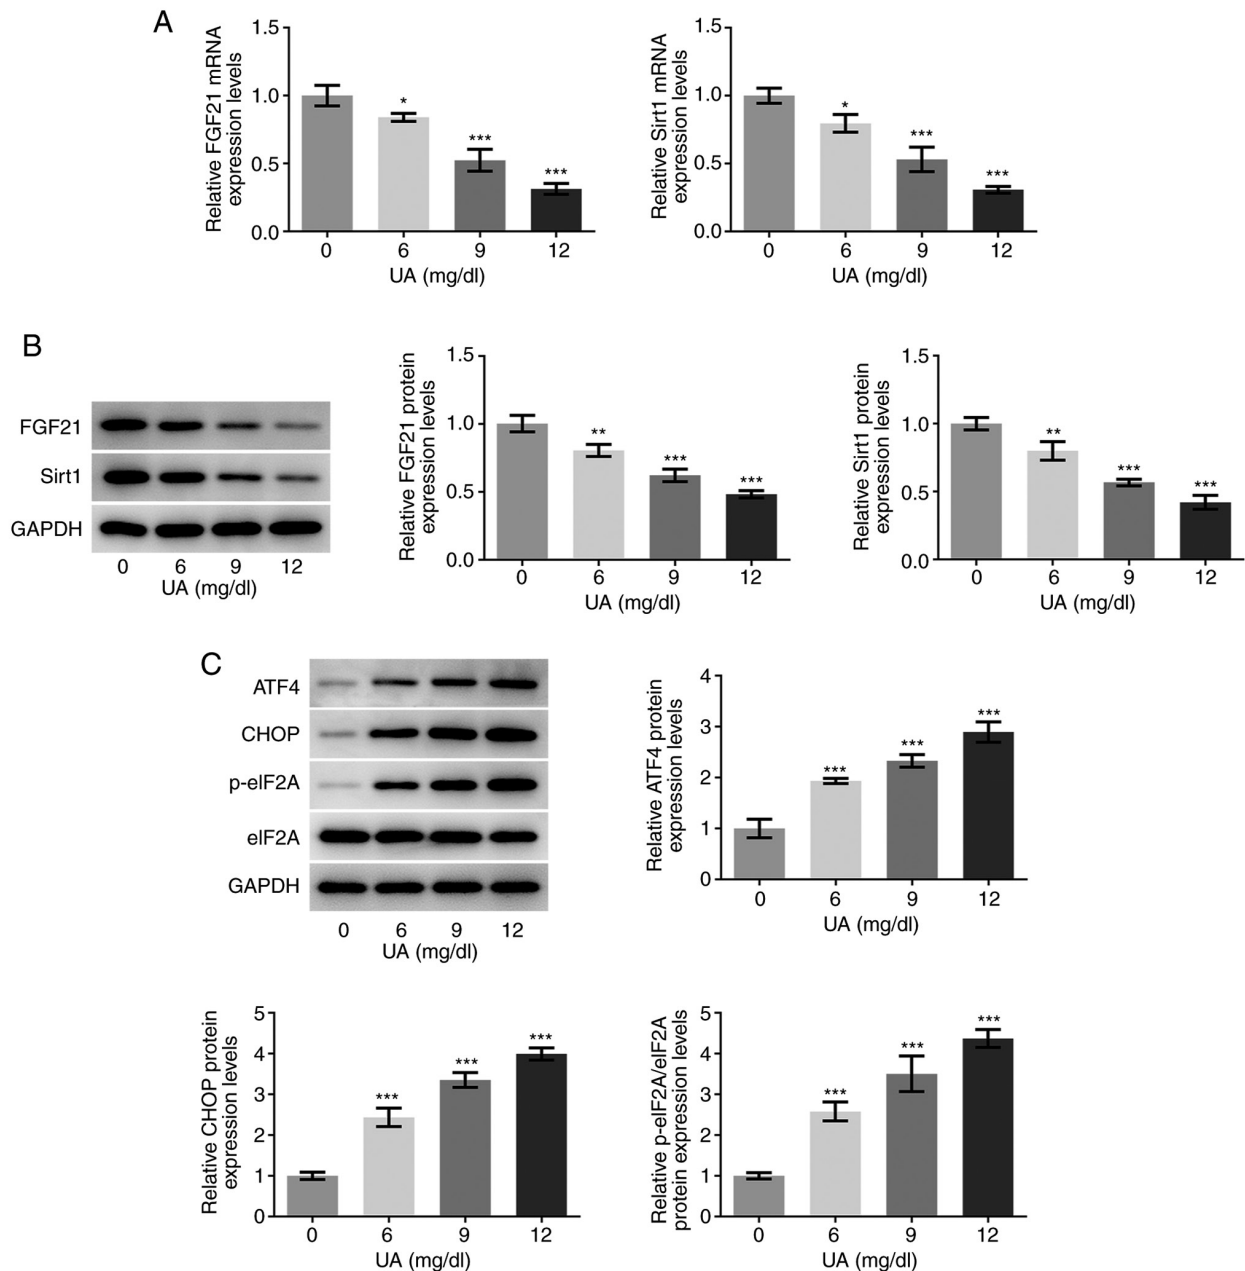 A
Relative FGF21 mRNA
expression levels
1.5
1.0
0.5
0.0
*
***
***
0 6 9 12
UA (mg/dl)
Relative Sirt1 mRNA
expression levels
1.5
1.0
0.5
0.0
*
***
***
0 6 9 12
UA (mg/dl)
B
FGF21
Sirt1
GAPDH
0 6 9 12
UA (mg/dl)
Relative FGF21 protein
expression levels
1.5
1.0
0.5
0.0
**
***
***
0 6 9 12
UA (mg/dl)
Relative Sirt1 protein
expression levels
1.5
1.0
0.5
0.0
**
***
***
0 6 9 12
UA (mg/dl)
C
ATF4
CHOP
p-eIF2A
eIF2A
GAPDH
0 6 9 12
UA (mg/dl)
Relative ATF4 protein
expression levels
4
3
2
1
0
***
***
***
0 6 9 12
UA (mg/dl)
Relative CHOP protein
expression levels
5
4
3
2
1
0
***
***
***
0 6 9 12
UA (mg/dl)
Relative p-eIF2A/eIF2A
protein expression levels
5
4
3
2
1
0
***
***
***
0 6 9 12
UA (mg/dl)